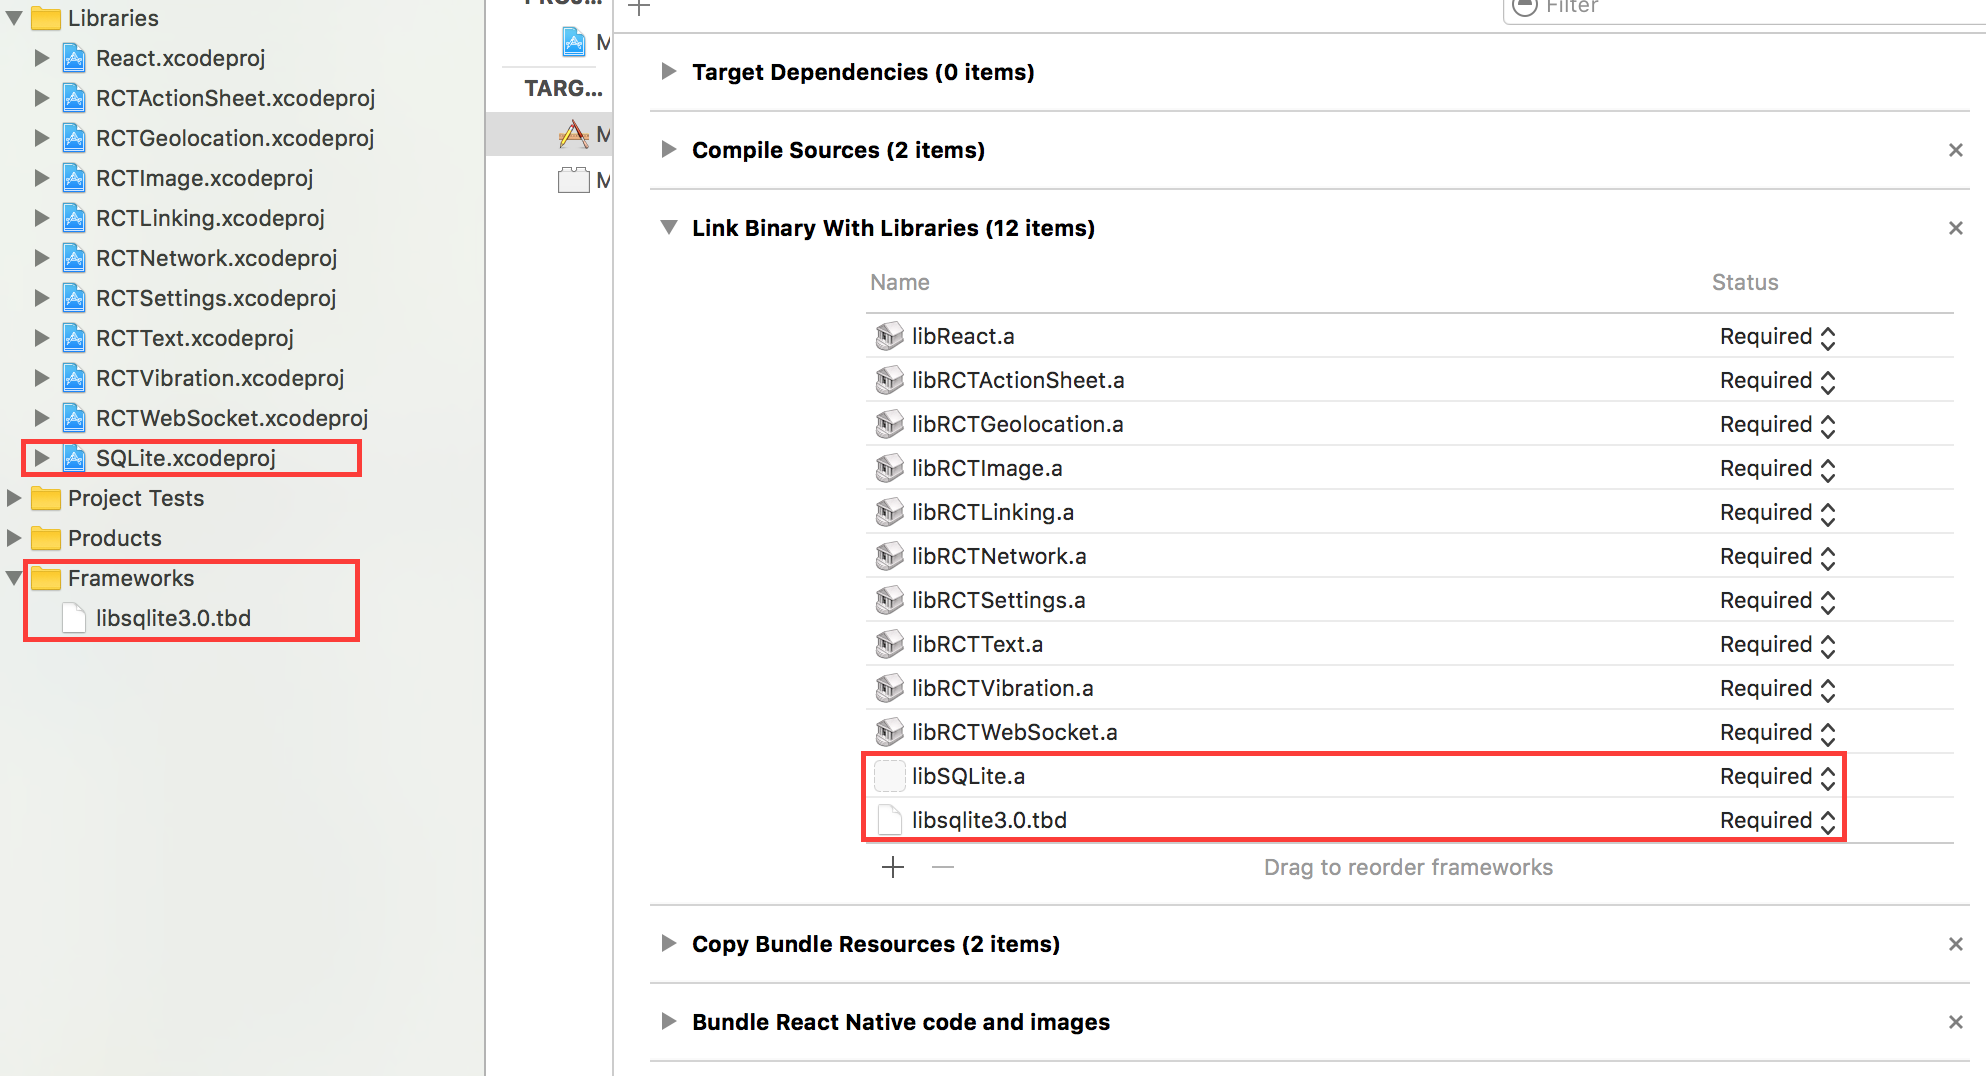 Libraries
React.xcodeproj
RCTActionSheet.xcodeproj
RCTGeolocation.xcodeproj
RCTImage.xcodeproj
RCTLinking.xcodeproj
RCTNetwork.xcodeproj
RCTSettings.xcodeproj
RCTText.xcodeproj
RCTVibration.xcodeproj
RCTWebSocket.xcodeproj
SQLite.xcodeproj
Project Tests
Products
Frameworks
libsqlite3.0.tbd
M
TARG...
M
M
Filter
Target Dependencies (0 items)
Compile Sources (2 items)
Link Binary With Libraries (12 items)
Name Status
libReact.a Required
libRCTActionSheet.a Required
libRCTGeolocation.a Required
libRCTImage.a Required
libRCTLinking.a Required
libRCTNetwork.a Required
libRCTSettings.a Required
libRCTText.a Required
libRCTVibration.a Required
libRCTWebSocket.a Required
libSQLite.a Required
libsqlite3.0.tbd Required
Drag to reorder frameworks
Copy Bundle Resources (2 items)
Bundle React Native code and images